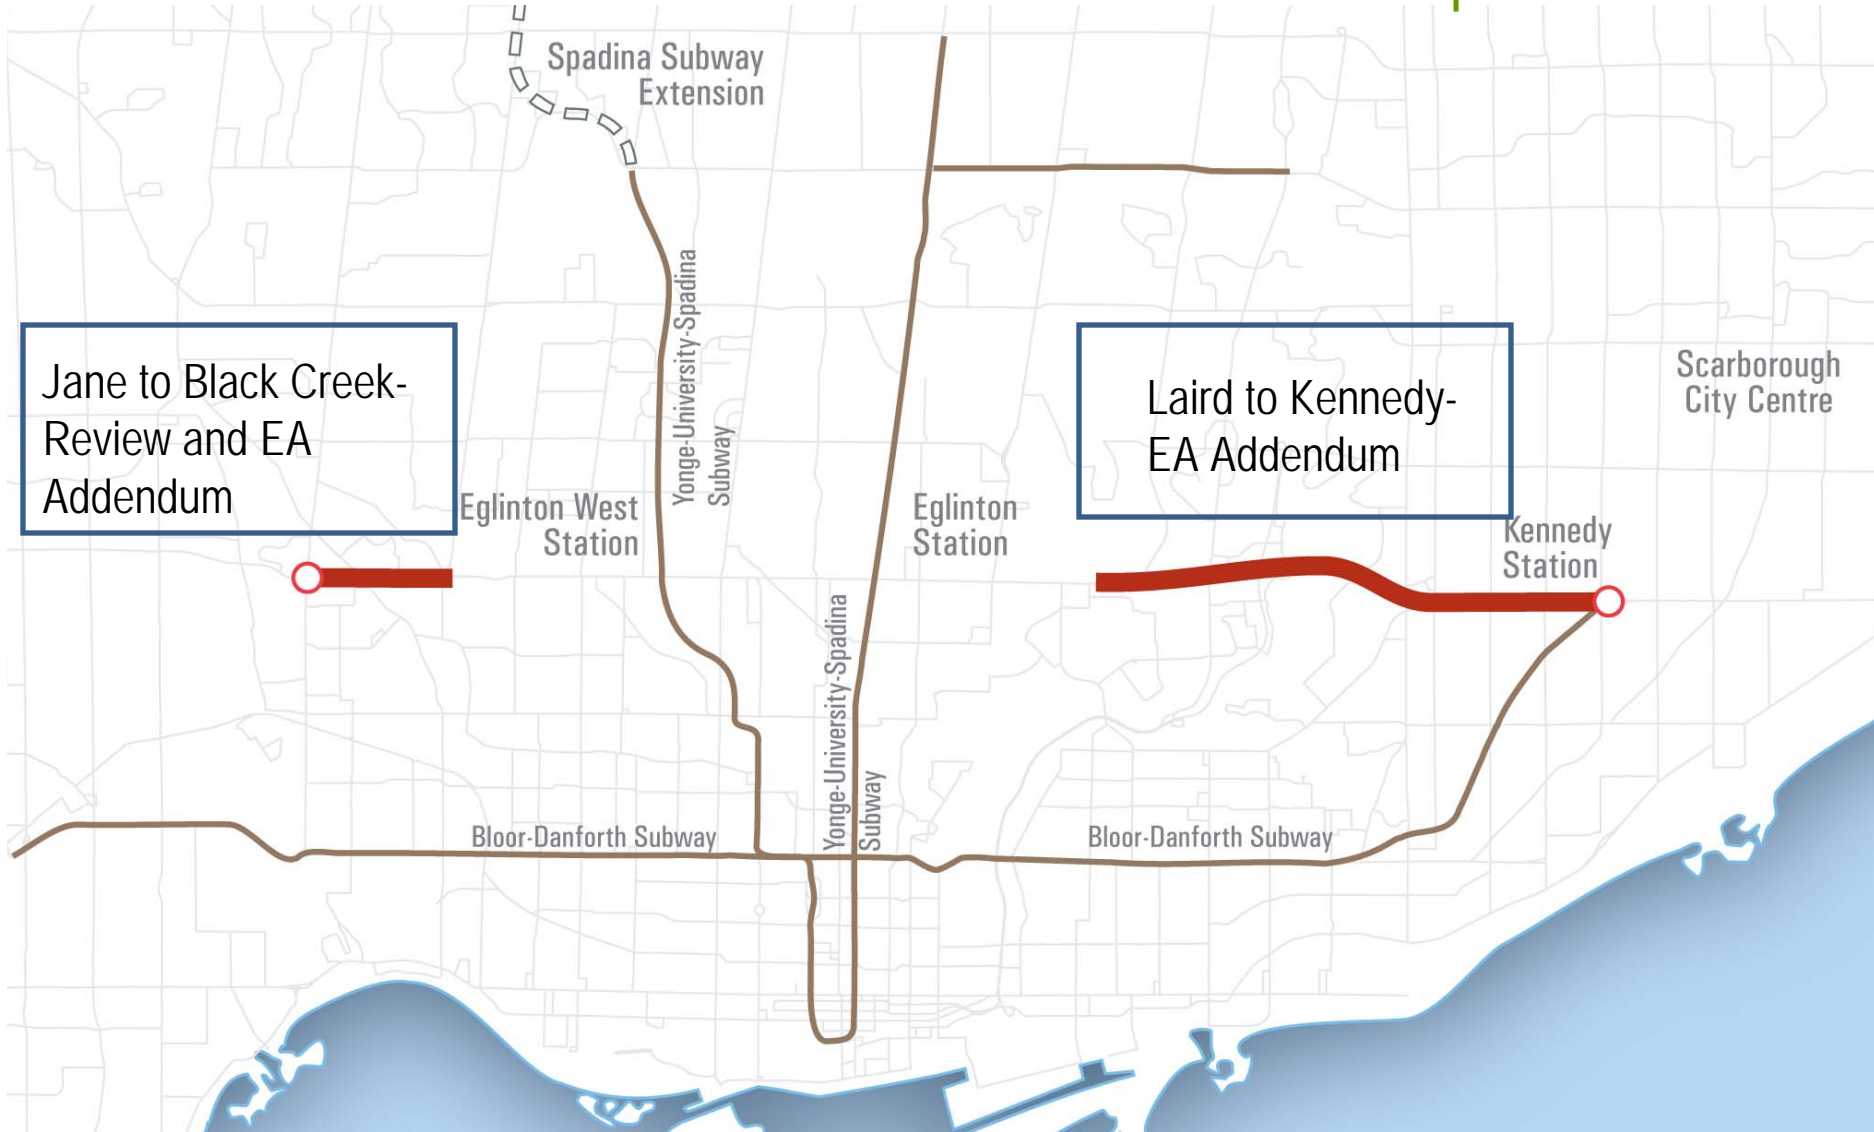 Spadina Subway
Extension
Yonge-University-Spadina
Subway
Jane to Black Creek-
Review and EA
Addendum
Laird to Kennedy-
EA Addendum
Scarborough
City Centre
Eglinton West
Station
Eglinton
Station
Kennedy
Station
Yonge-University-Spadina
Subway
Bloor-Danforth Subway
Bloor-Danforth Subway